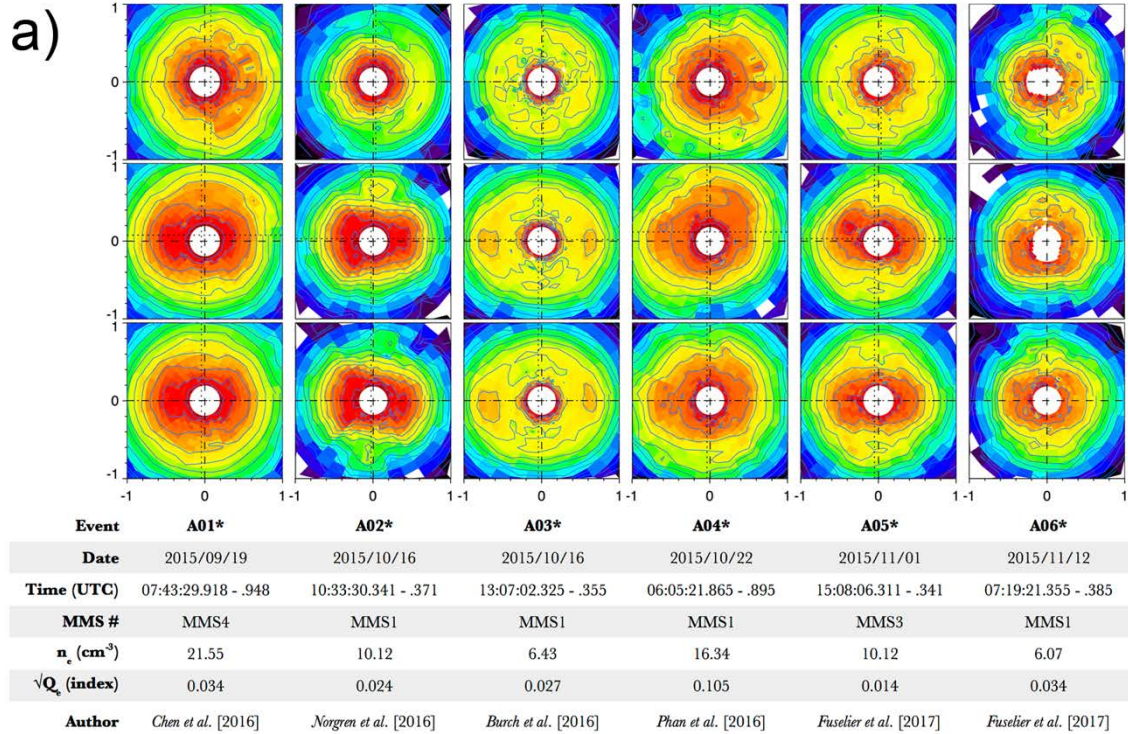 a)
1
0
-1
1
0
-1
1
0
-1
-1 0 1 -1 0 1 -1 0 1 -1 0 1 -1 0 1 -1 0 1
Event A01* A02* A03* A04* A05* A06*
Date 2015/09/19 2015/10/16 2015/10/16 2015/10/22 2015/11/01 2015/11/12
Time (UTC) 07:43:29.918 - .948 10:33:30.341 - .371 13:07:02.325 - .355 06:05:21.865 - .895 15:08:06.311 - .341 07:19:21.355 - .385
MMS # MMS4 MMS1 MMS1 MMS1 MMS3 MMS1
nₑ (cm⁻³) 21.55 10.12 6.43 16.34 10.12 6.07
√Qₑ (index) 0.034 0.024 0.027 0.105 0.014 0.034
Author Chen et al. [2016] Norgren et al. [2016] Burch et al. [2016] Phan et al. [2016] Fuselier et al. [2017] Fuselier et al. [2017]